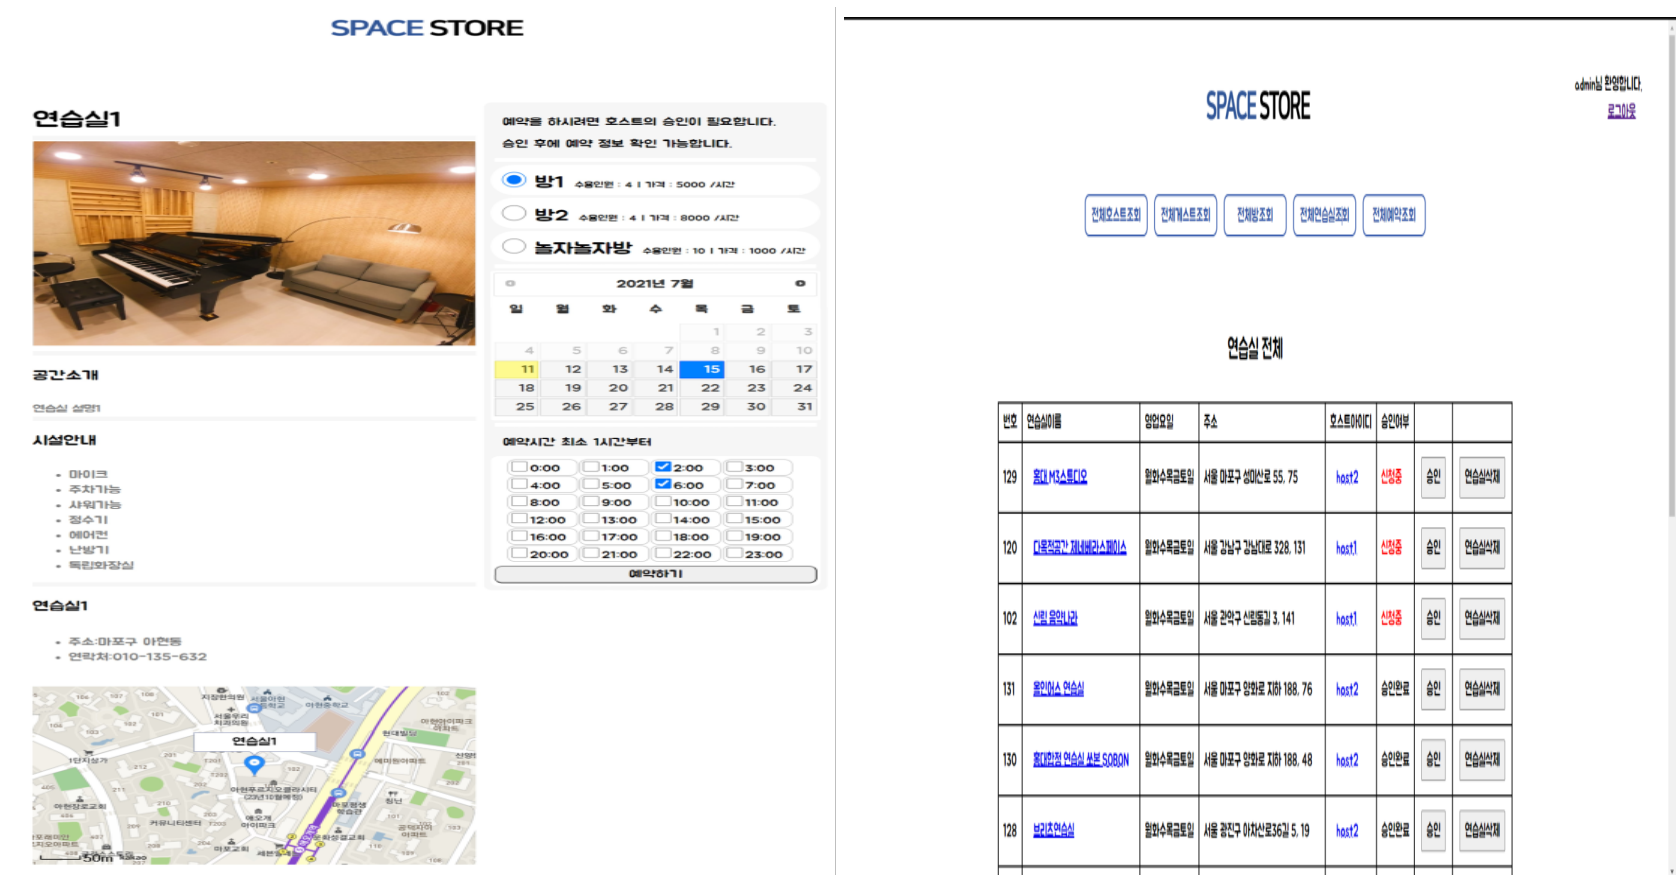 SPACE STORE
연습실1
공간소개
연습실 설명1
시설안내
마이크
주차가능
샤워가능
정수기
에어컨
난방기
독립화장실
연습실1
주소:마포구 아현동
연락처:010-135-632
연습실1
50m kakao
예약을 하시려면 호스트의 승인이 필요합니다.
승인 후에 예약 정보 확인 가능합니다.
방1 수용인원 : 4 | 가격 : 5000 /시간
방2 수용인원 : 4 | 가격 : 8000 /시간
놀자놀자방 수용인원 : 10 | 가격 : 1000 /시간
2021년 7월
일 월 화 수 목 금 토
1 2 3
4 5 6 7 8 9 10
11 12 13 14 15 16 17
18 19 20 21 22 23 24
25 26 27 28 29 30 31
예약시간 최소 1시간부터
0:00 1:00 2:00 3:00
4:00 5:00 6:00 7:00
8:00 9:00 10:00 11:00
12:00 13:00 14:00 15:00
16:00 17:00 18:00 19:00
20:00 21:00 22:00 23:00
예약하기
admin님 환영합니다.
로그아웃
SPACE STORE
전체호스트조회 전체게스트조회 전체방조회 전체연습실조회 전체예약조회
연습실 전체
번호 연습실이름 영업요일 주소 호스트아이디 승인여부
129 홍대 M3스튜디오 월화수목금토일 서울 마포구 성미산로 55, 75 host2 신청중 승인 연습실삭제
120 다목적공간 제네베라스페이스 월화수목금토일 서울 강남구 강남대로 328, 131 host1 신청중 승인 연습실삭제
102 신림 음악나라 월화수목금토일 서울 관악구 신림동길 3, 141 host1 신청중 승인 연습실삭제
131 올인어스 연습실 월화수목금토일 서울 마포구 양화로 지하 188, 76 host2 승인완료 승인 연습실삭제
130 홍대합정 연습실 쏘본 SOBON 월화수목금토일 서울 마포구 양화로 지하 188, 48 host2 승인완료 승인 연습실삭제
128 브리츠연습실 월화수목금토일 서울 광진구 아차산로36길 5, 19 host2 승인완료 승인 연습실삭제